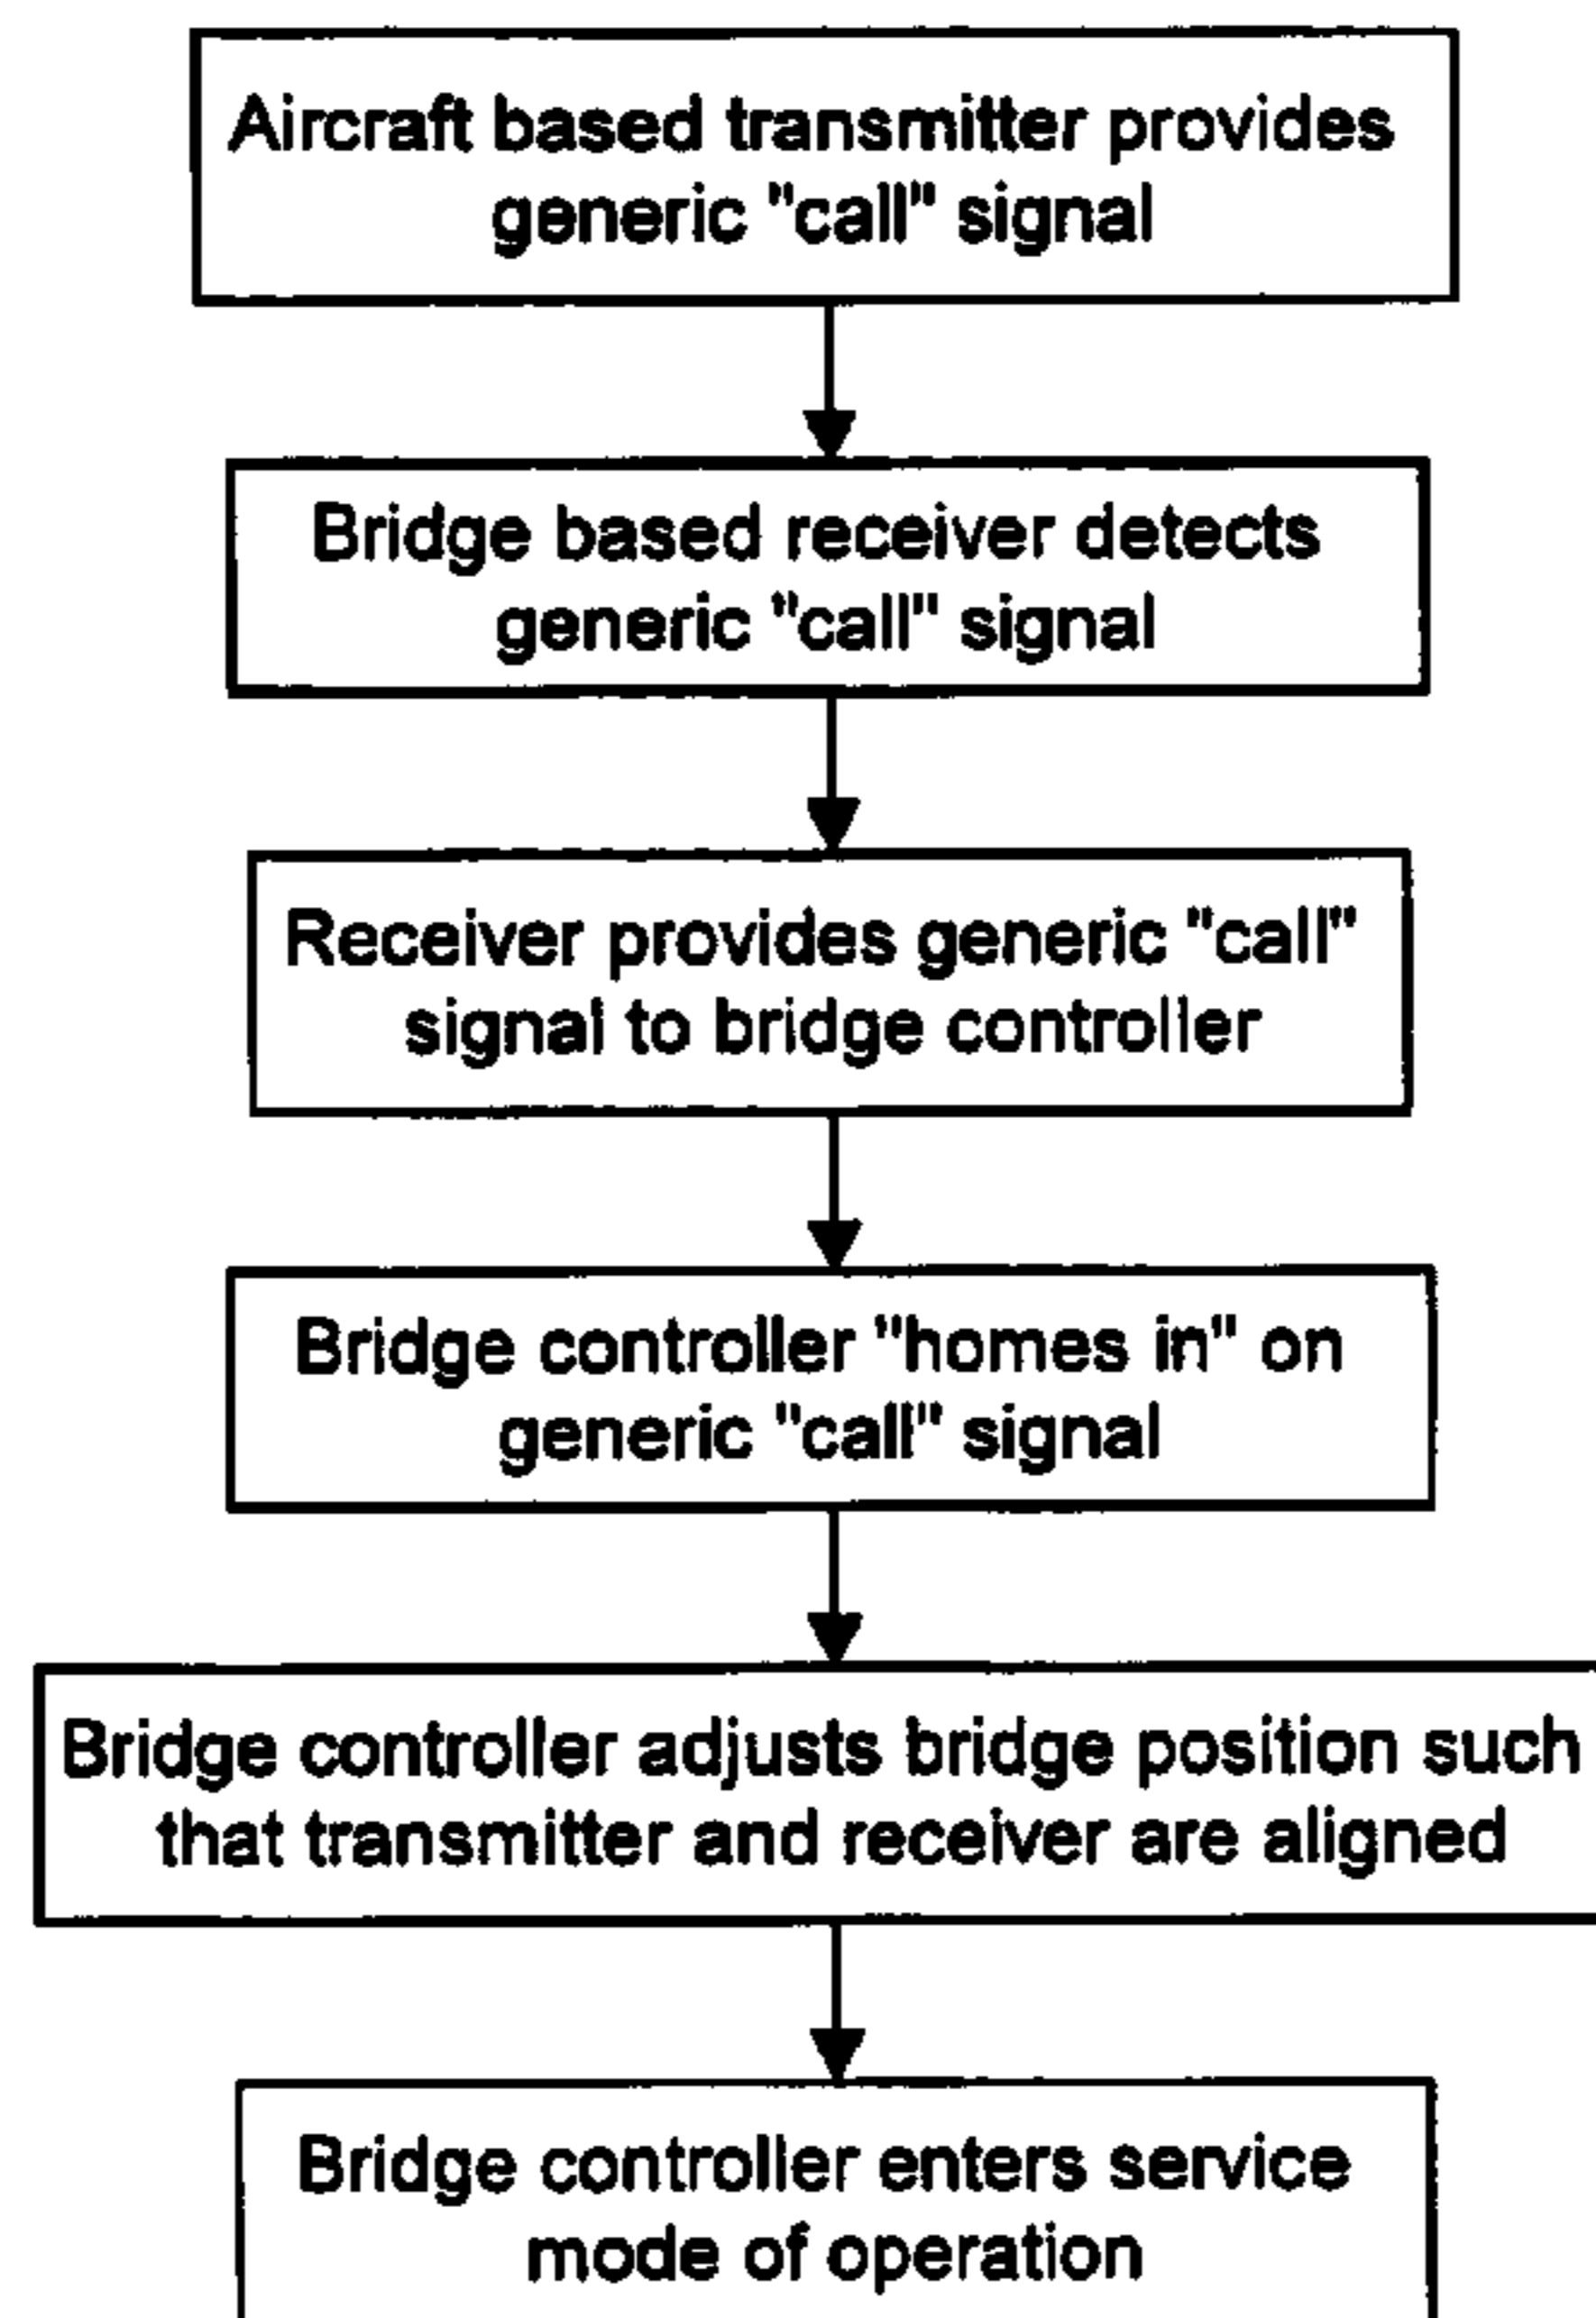 Aircraft based transmitter provides
generic "call" signal
Bridge based receiver detects
generic "call" signal
Receiver provides generic "call"
signal to bridge controller
Bridge controller "homes in" on
generic "call" signal
Bridge controller adjusts bridge position such
that transmitter and receiver are aligned
Bridge controller enters service
mode of operation